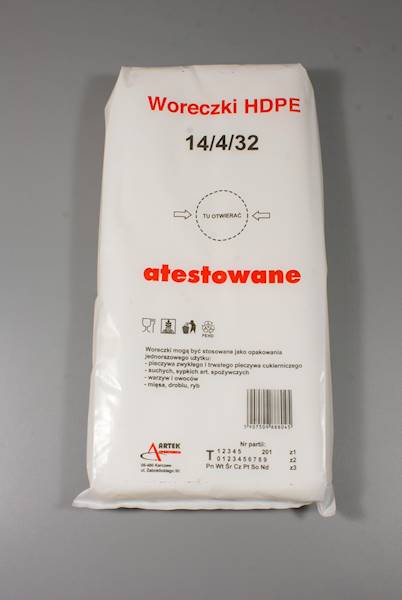 Woreczki HDPE
14/4/32
TU OTWIERAĆ
atestowane
PEHD
Woreczki mogą być stosowane jako opakowania
jednorazowego użytku:
- pieczywa zwykłego i trwałego pieczywa cukierniczego
- suchych, sypkich art. spożywczych
- warzyw i owoców
- mięsa, drobiu, ryb
ARTEK
05-480 Karczew
Nr partii:
T 1 2 3 4 5 201 z1
0 1 2 3 4 5 6 7 8 9 z2
Pn Wt Śr Cz Pt So Nd z3